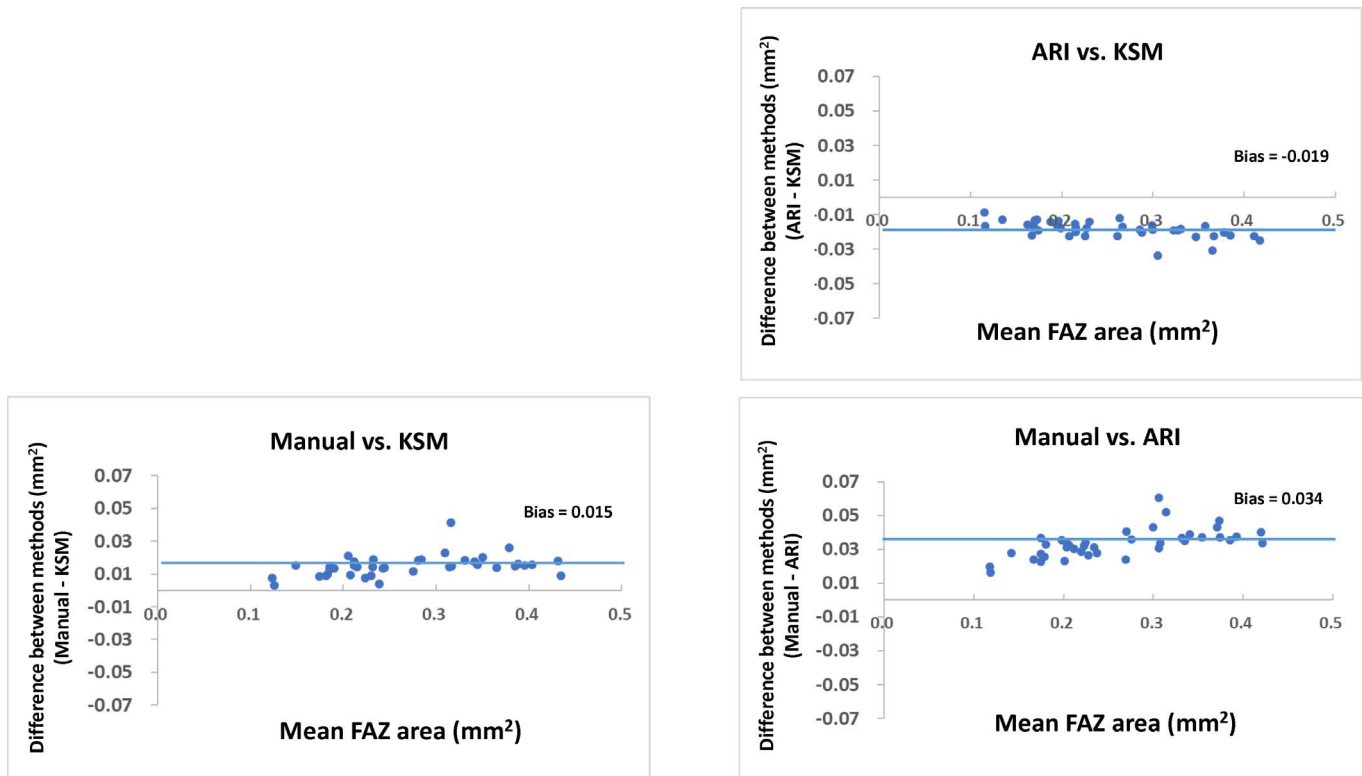 ARI vs. KSM
Difference between methods (mm²)
(ARI - KSM)
0.07
0.05
0.03
0.01
-0.01
-0.03
-0.05
-0.07
0.0 0.1 0.2 0.3 0.4 0.5
Bias = -0.019
Mean FAZ area (mm²)
Manual vs. KSM
Difference between methods (mm²)
(Manual - KSM)
0.07
0.05
0.03
0.01
-0.01
-0.03
-0.05
-0.07
0.0 0.1 0.2 0.3 0.4 0.5
Bias = 0.015
Mean FAZ area (mm²)
Manual vs. ARI
Difference between methods (mm²)
(Manual - ARI)
0.07
0.05
0.03
0.01
-0.01
-0.03
-0.05
-0.07
0.0 0.1 0.2 0.3 0.4 0.5
Bias = 0.034
Mean FAZ area (mm²)